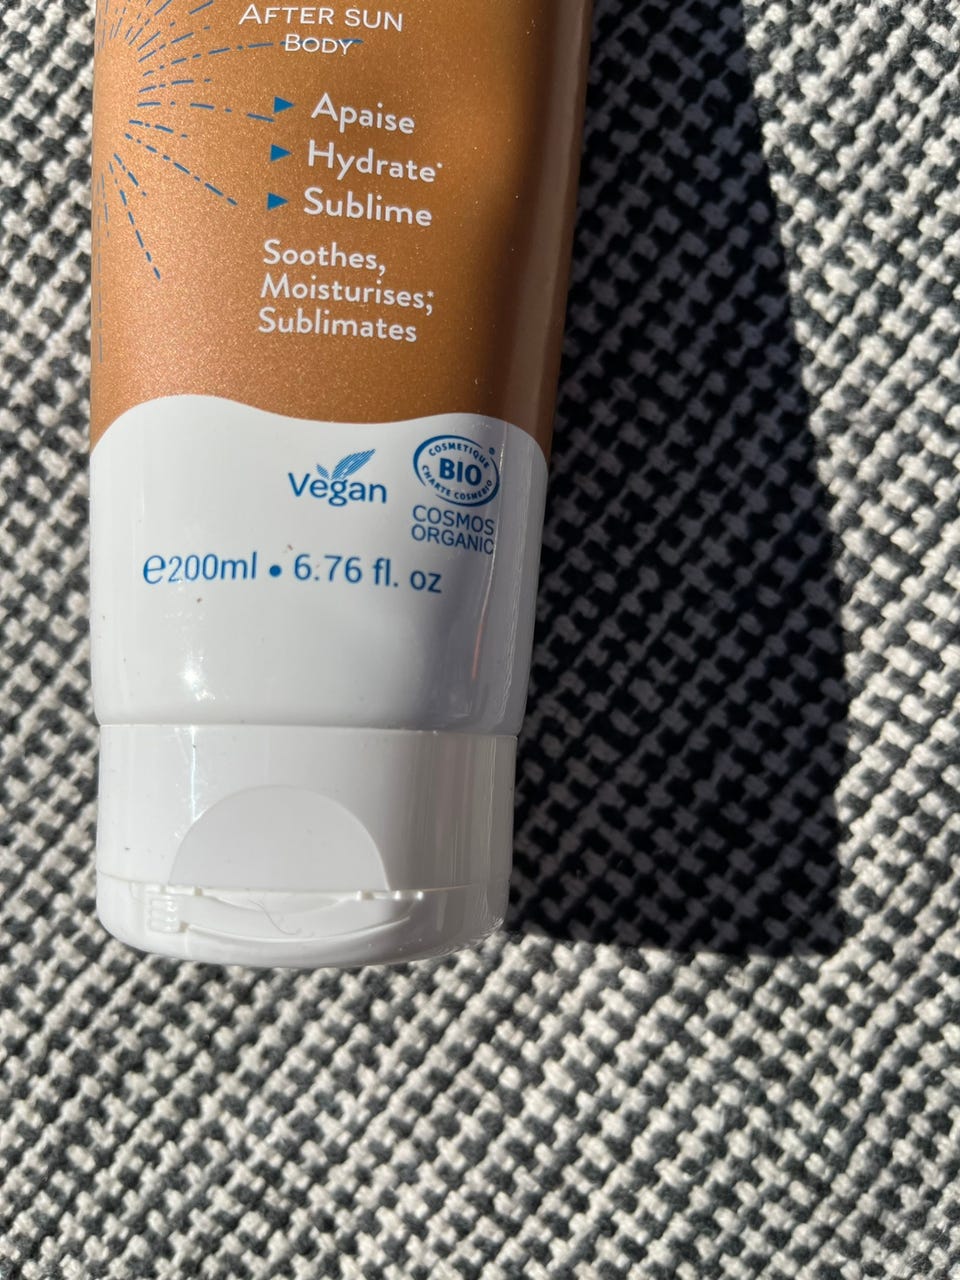 AFTER SUN
BODY
Apaise
Hydrate*
Sublime
Soothes,
Moisturises*,
Sublimates
Vegan
COSMETIQUE
BIO
®
CHARTE COSMEBIO
COSMOS
ORGANIC
e200ml • 6.76 fl. oz